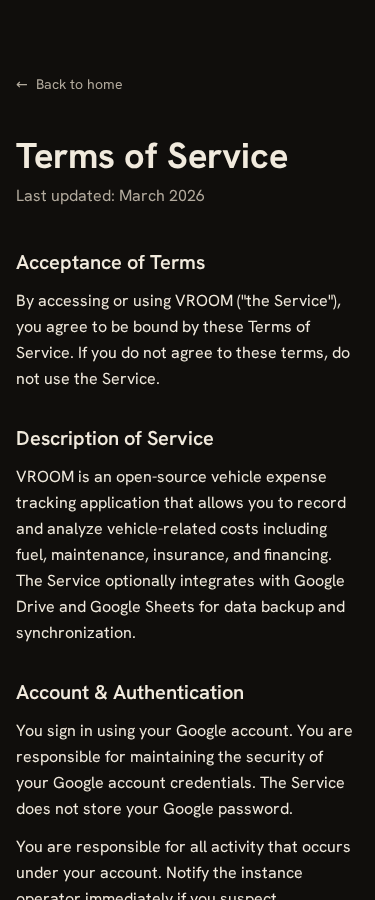 ← Back to home
Terms of Service
Last updated: March 2026
Acceptance of Terms
By accessing or using VROOM ("the Service"),
you agree to be bound by these Terms of
Service. If you do not agree to these terms, do
not use the Service.
Description of Service
VROOM is an open-source vehicle expense
tracking application that allows you to record
and analyze vehicle-related costs including
fuel, maintenance, insurance, and financing.
The Service optionally integrates with Google
Drive and Google Sheets for data backup and
synchronization.
Account & Authentication
You sign in using your Google account. You are
responsible for maintaining the security of
your Google account credentials. The Service
does not store your Google password.
You are responsible for all activity that occurs
under your account. Notify the instance
operator immediately if you suspect